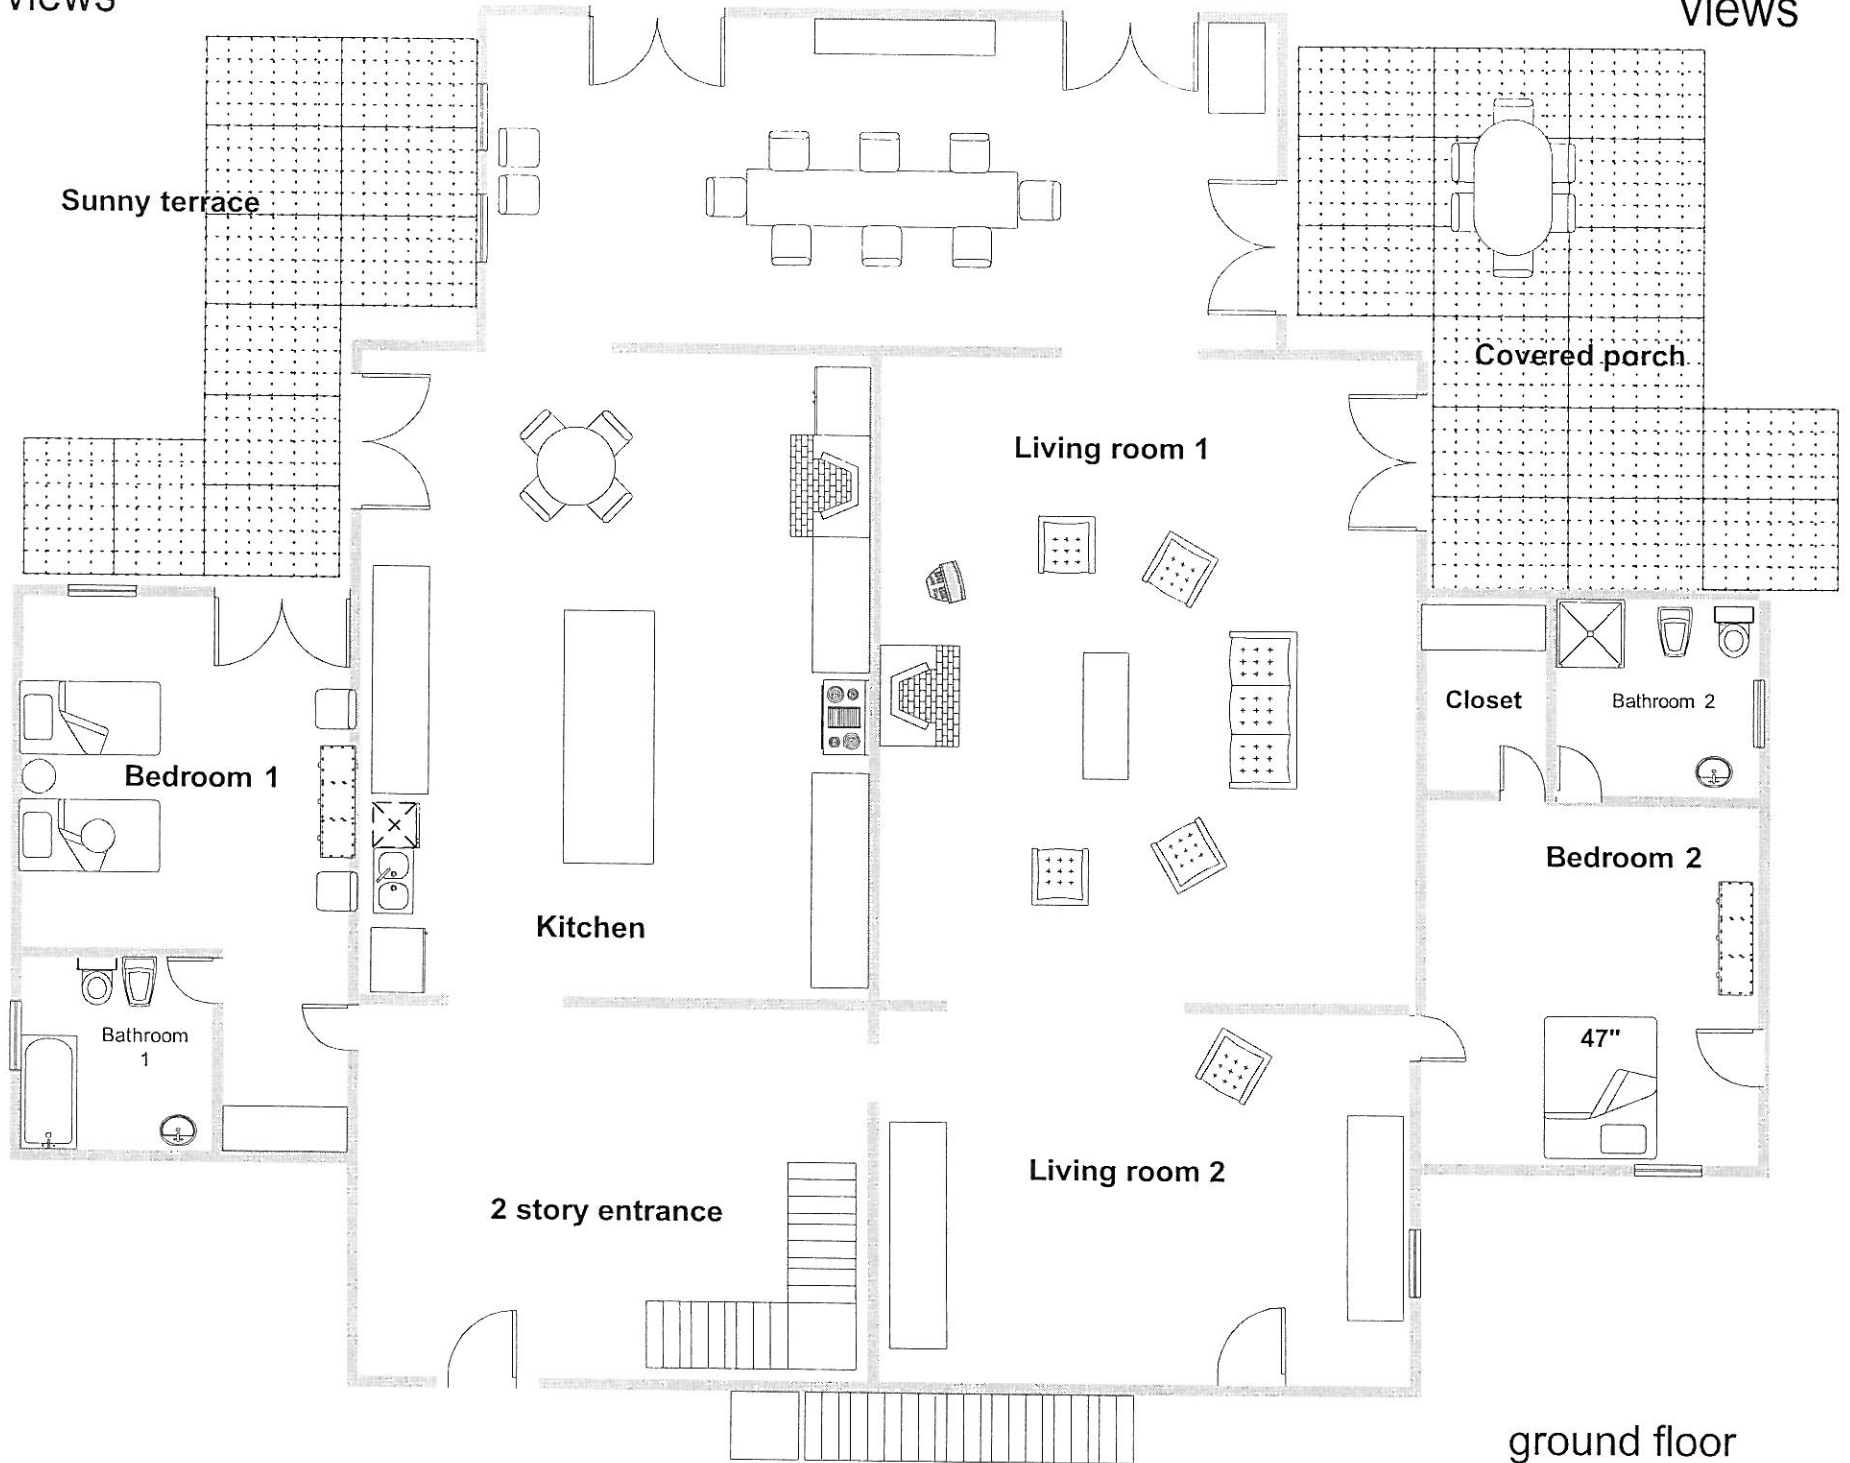 views
views
Sunny terrace
Covered porch
Living room 1
Closet
Bathroom 2
Bedroom 1
Bedroom 2
Kitchen
Bathroom
1
47"
Living room 2
2 story entrance
ground floor